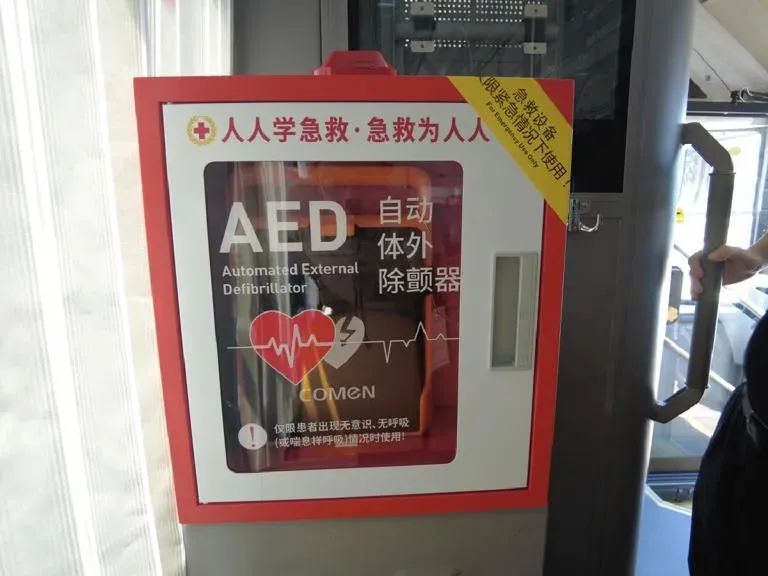 人人学急救·急救为人人
急救设备
限紧急情况下使用！
For Emergency Use Only
AED
自动
体外
除颤器
Automated External
Defibrillator
COMEN
仅限患者出现无意识、无呼吸
(或喘息样呼吸)情况时使用!